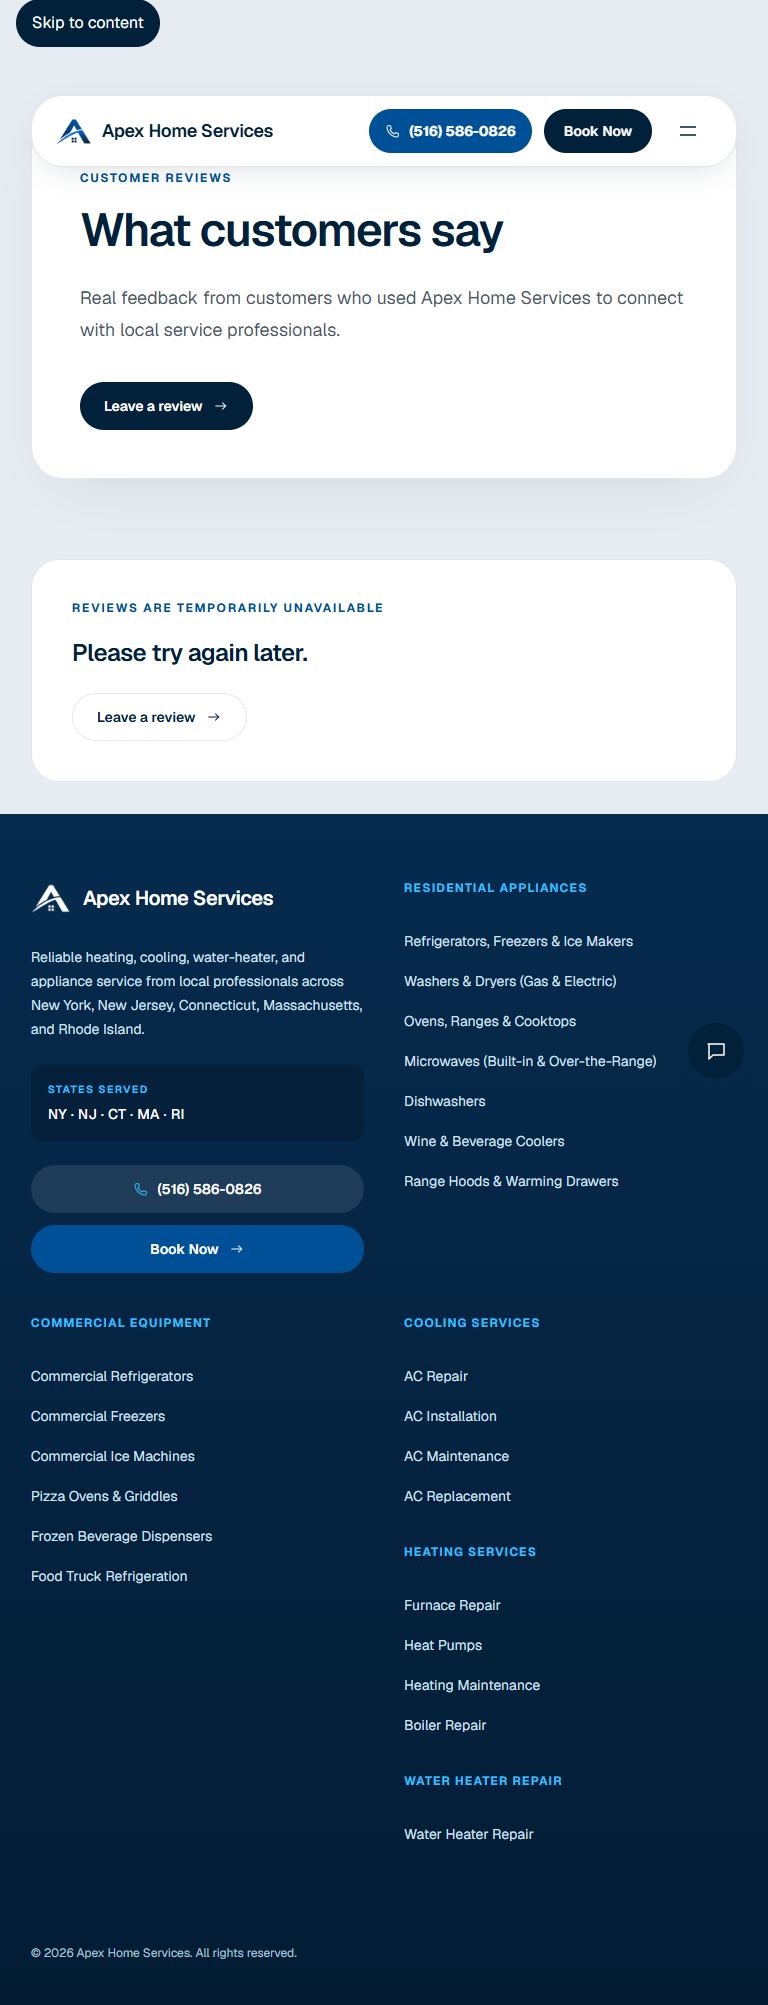 Skip to content
Apex Home Services
(516) 586-0826
Book Now
CUSTOMER REVIEWS
What customers say
Real feedback from customers who used Apex Home Services to connect
with local service professionals.
Leave a review
REVIEWS ARE TEMPORARILY UNAVAILABLE
Please try again later.
Leave a review
Apex Home Services
Reliable heating, cooling, water-heater, and
appliance service from local professionals across
New York, New Jersey, Connecticut, Massachusetts,
and Rhode Island.
STATES SERVED
NY · NJ · CT · MA · RI
(516) 586-0826
Book Now
RESIDENTIAL APPLIANCES
Refrigerators, Freezers & Ice Makers
Washers & Dryers (Gas & Electric)
Ovens, Ranges & Cooktops
Microwaves (Built-in & Over-the-Range)
Dishwashers
Wine & Beverage Coolers
Range Hoods & Warming Drawers
COMMERCIAL EQUIPMENT
Commercial Refrigerators
Commercial Freezers
Commercial Ice Machines
Pizza Ovens & Griddles
Frozen Beverage Dispensers
Food Truck Refrigeration
COOLING SERVICES
AC Repair
AC Installation
AC Maintenance
AC Replacement
HEATING SERVICES
Furnace Repair
Heat Pumps
Heating Maintenance
Boiler Repair
WATER HEATER REPAIR
Water Heater Repair
© 2026 Apex Home Services. All rights reserved.